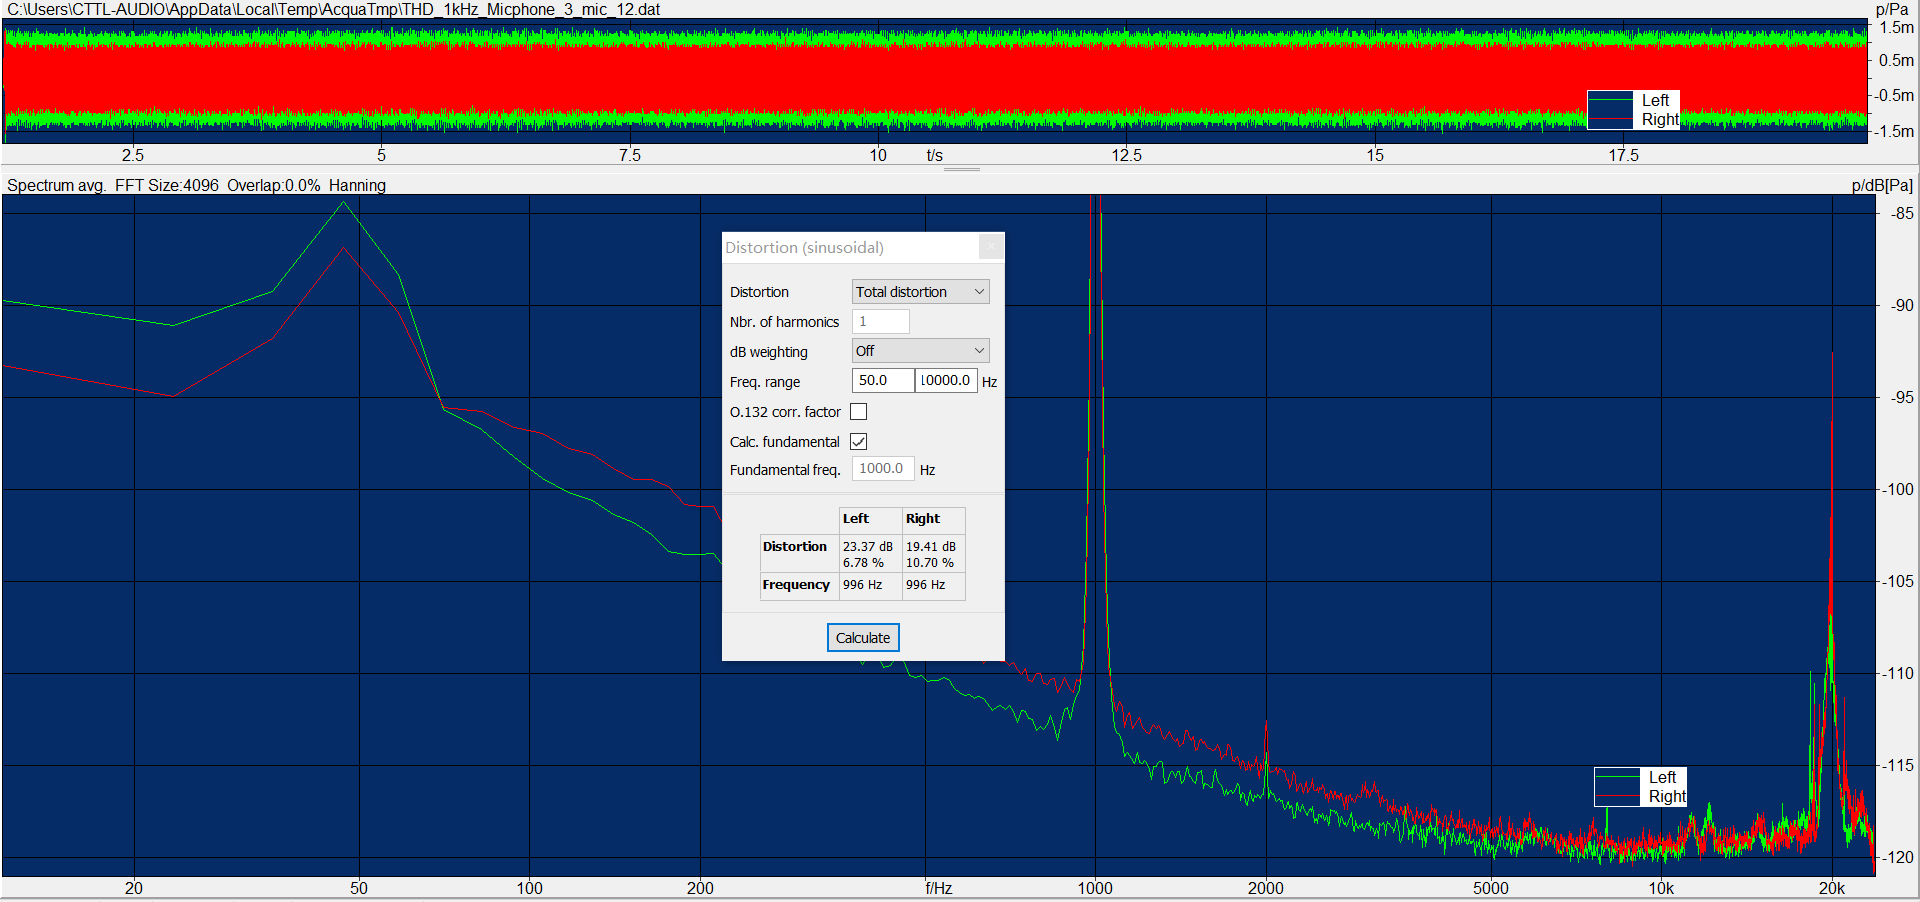 C:\Users\CTTL-AUDIO\AppData\Local\Temp\AcquaTmp\THD_1kHz_Micphone_3_mic_12.dat
p/Pa
1.5m
0.5m
-0.5m
-1.5m
Left
Right
2.5 5 7.5 10 t/s 12.5 15 17.5
Spectrum avg. FFT Size:4096 Overlap:0.0% Hanning
p/dB[Pa]
-85
-90
-95
-100
-105
-110
-115
-120
Distortion (sinusoidal)
Distortion Total distortion
Nbr. of harmonics 1
dB weighting Off
Freq. range 50.0 10000.0 Hz
O.132 corr. factor
Calc. fundamental
Fundamental freq. 1000.0 Hz
Left Right
Distortion 23.37 dB 19.41 dB
6.78 % 10.70 %
Frequency 996 Hz 996 Hz
Calculate
Left
Right
20 50 100 200 f/Hz 1000 2000 5000 10k 20k